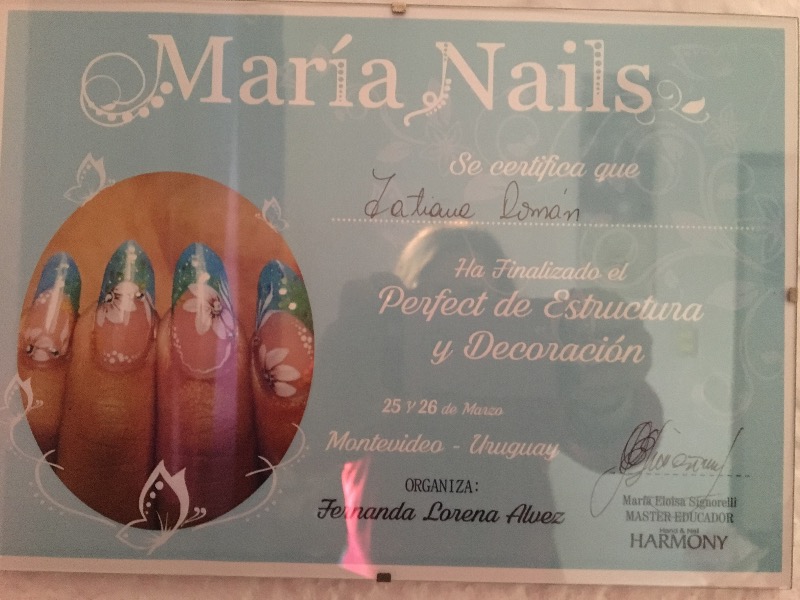 María Nails
Se certifica que
Tatiana Román
Ha Finalizado el
Perfect de Estructura
y Decoración
25 Y 26 de Marzo
Montevideo - Uruguay
ORGANIZA:
Fernanda Lorena Alvez
María Eloisa Signorelli
MASTER EDUCADOR
Hand & Nail
HARMONY